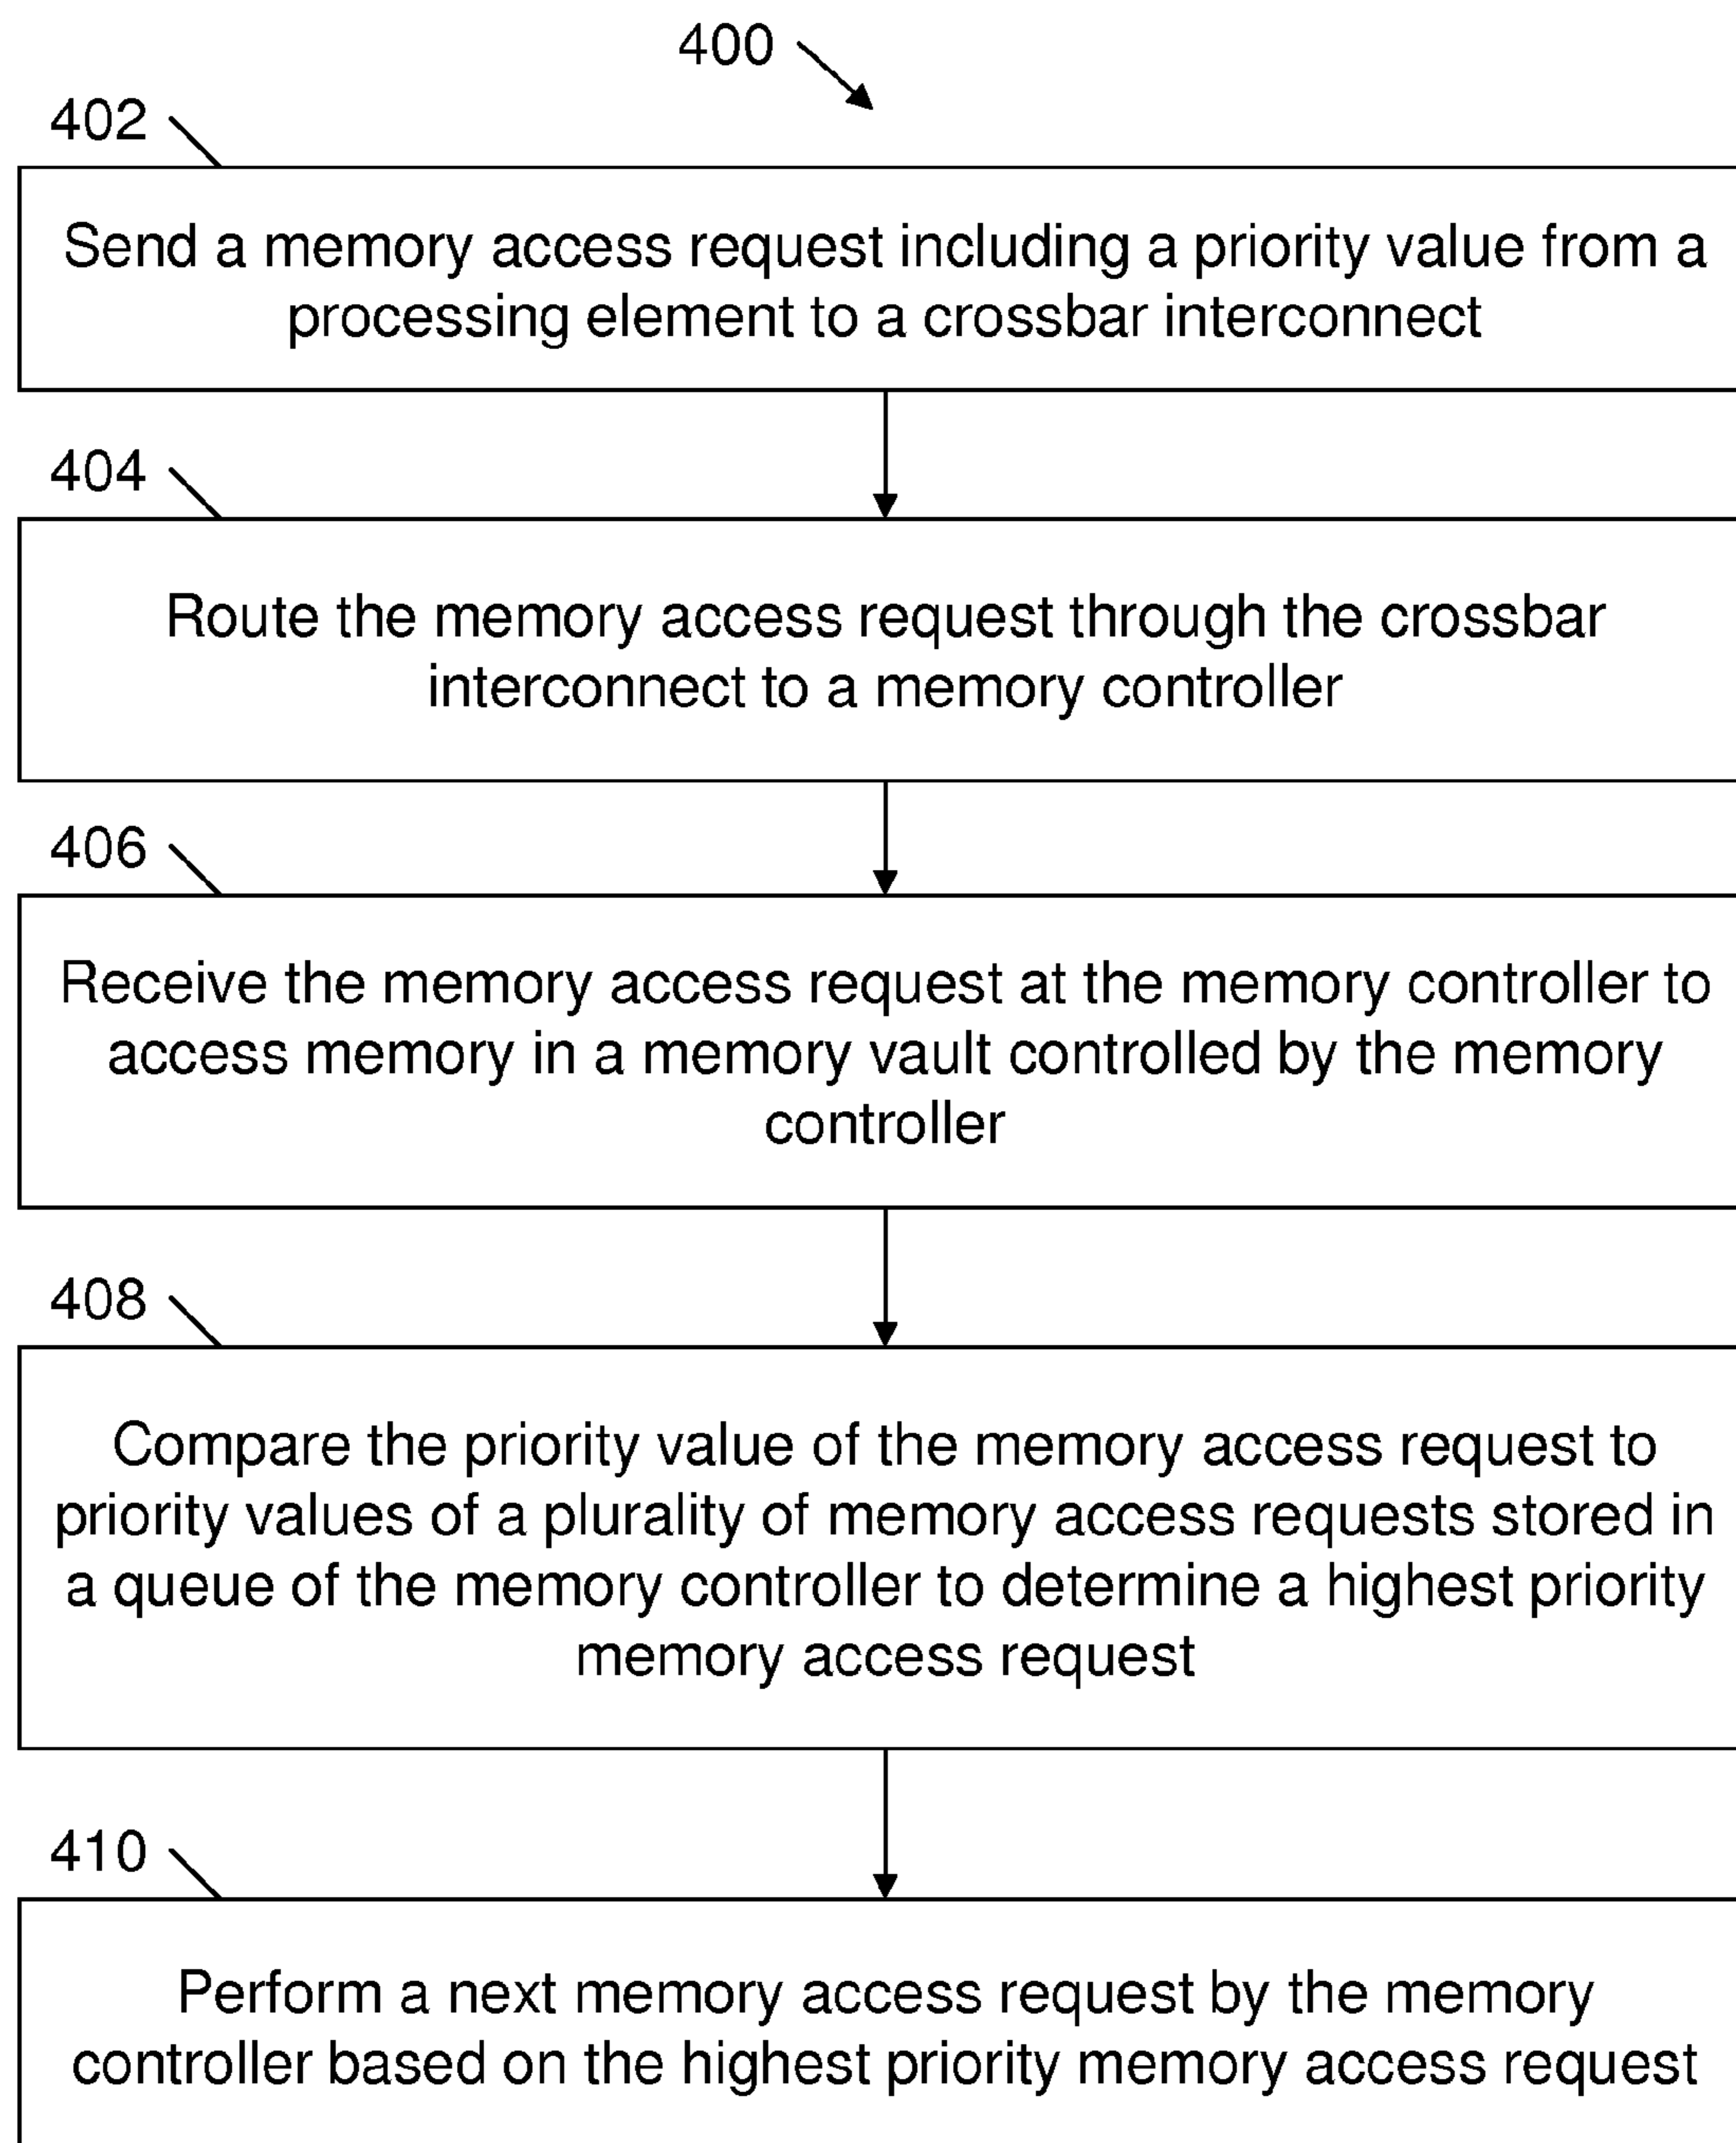 400
402
Send a memory access request including a priority value from a
processing element to a crossbar interconnect
404
Route the memory access request through the crossbar
interconnect to a memory controller
406
Receive the memory access request at the memory controller to
access memory in a memory vault controlled by the memory
controller
408
Compare the priority value of the memory access request to
priority values of a plurality of memory access requests stored in
a queue of the memory controller to determine a highest priority
memory access request
410
Perform a next memory access request by the memory
controller based on the highest priority memory access request